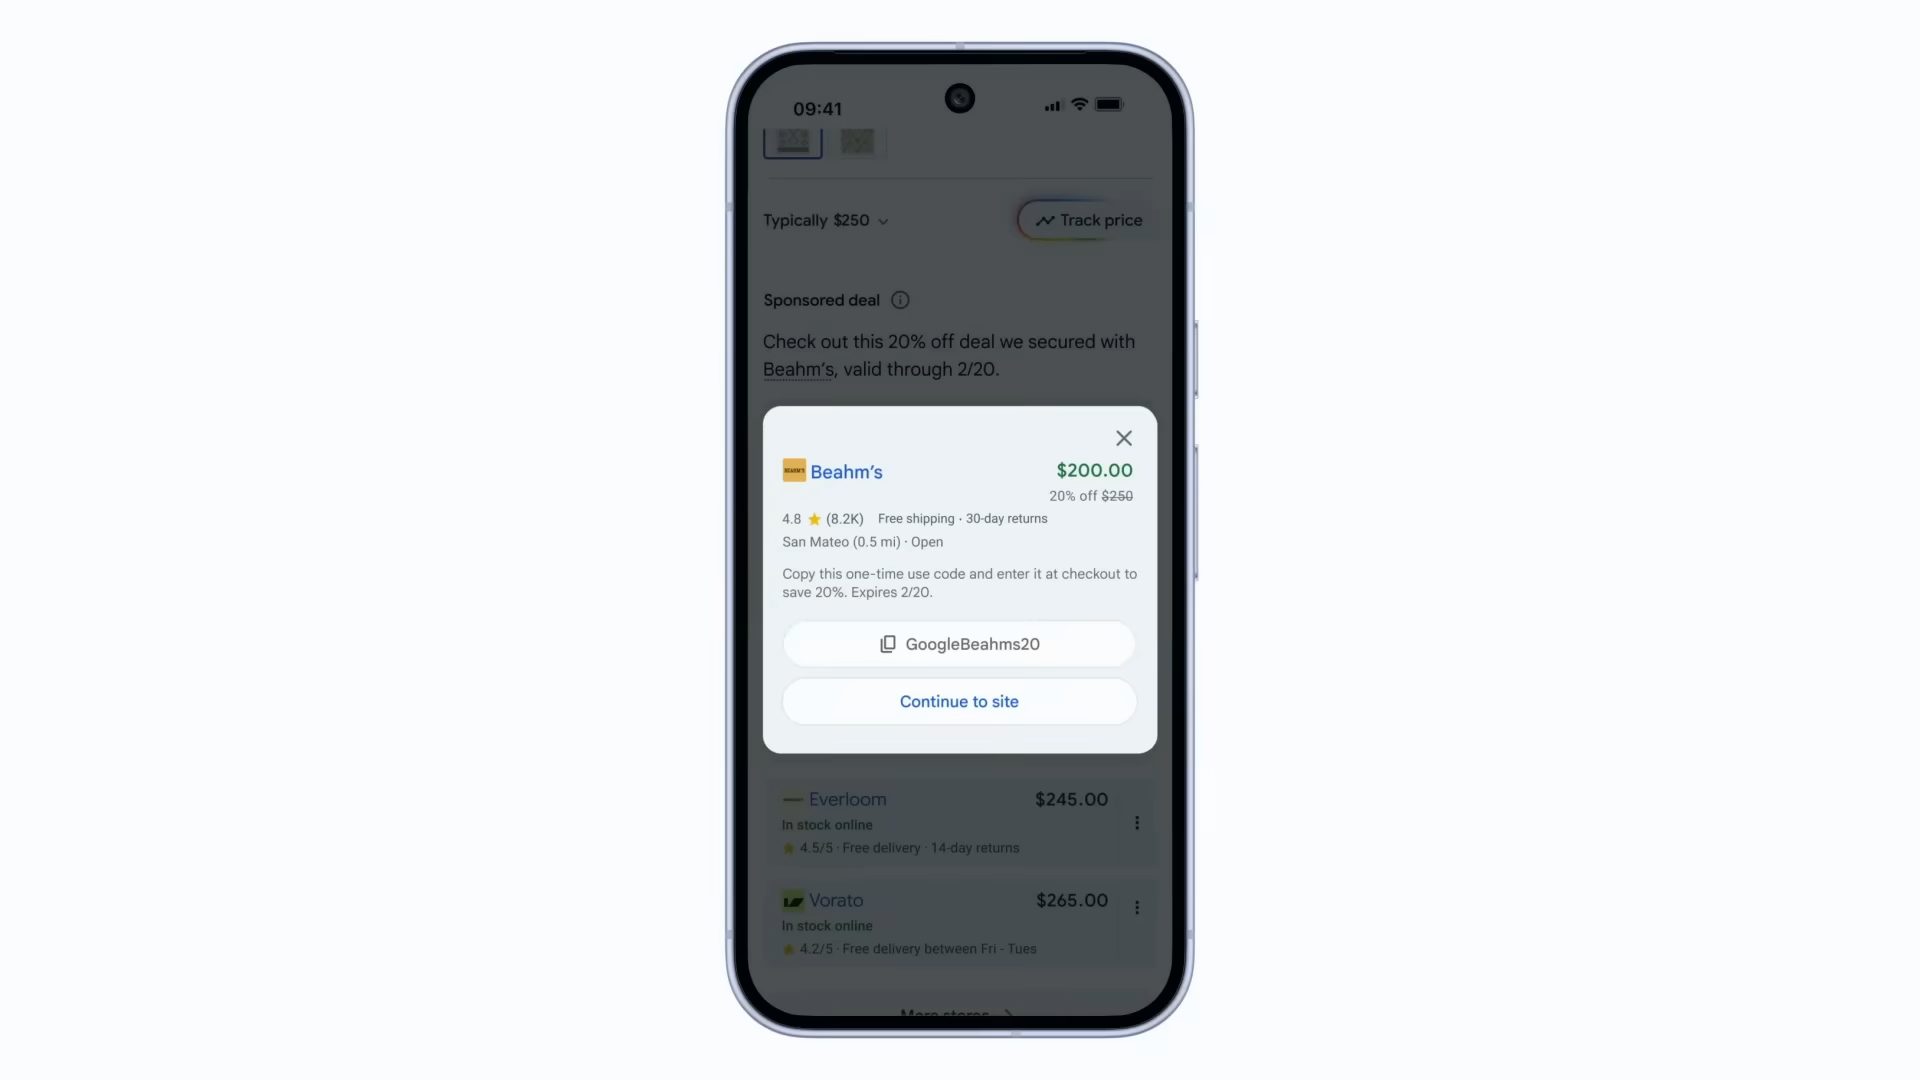 09:41
Typically $250
Track price
Sponsored deal
Check out this 20% off deal we secured with
Beahm’s, valid through 2/20.
BEAHM'S Beahm’s
$200.00
20% off $250
4.8 (8.2K) Free shipping · 30-day returns
San Mateo (0.5 mi) · Open
Copy this one-time use code and enter it at checkout to
save 20%. Expires 2/20.
GoogleBeahms20
Continue to site
Everloom $245.00
In stock online
4.5/5 · Free delivery · 14-day returns
Vorato $265.00
In stock online
4.2/5 · Free delivery between Fri - Tues
More stores